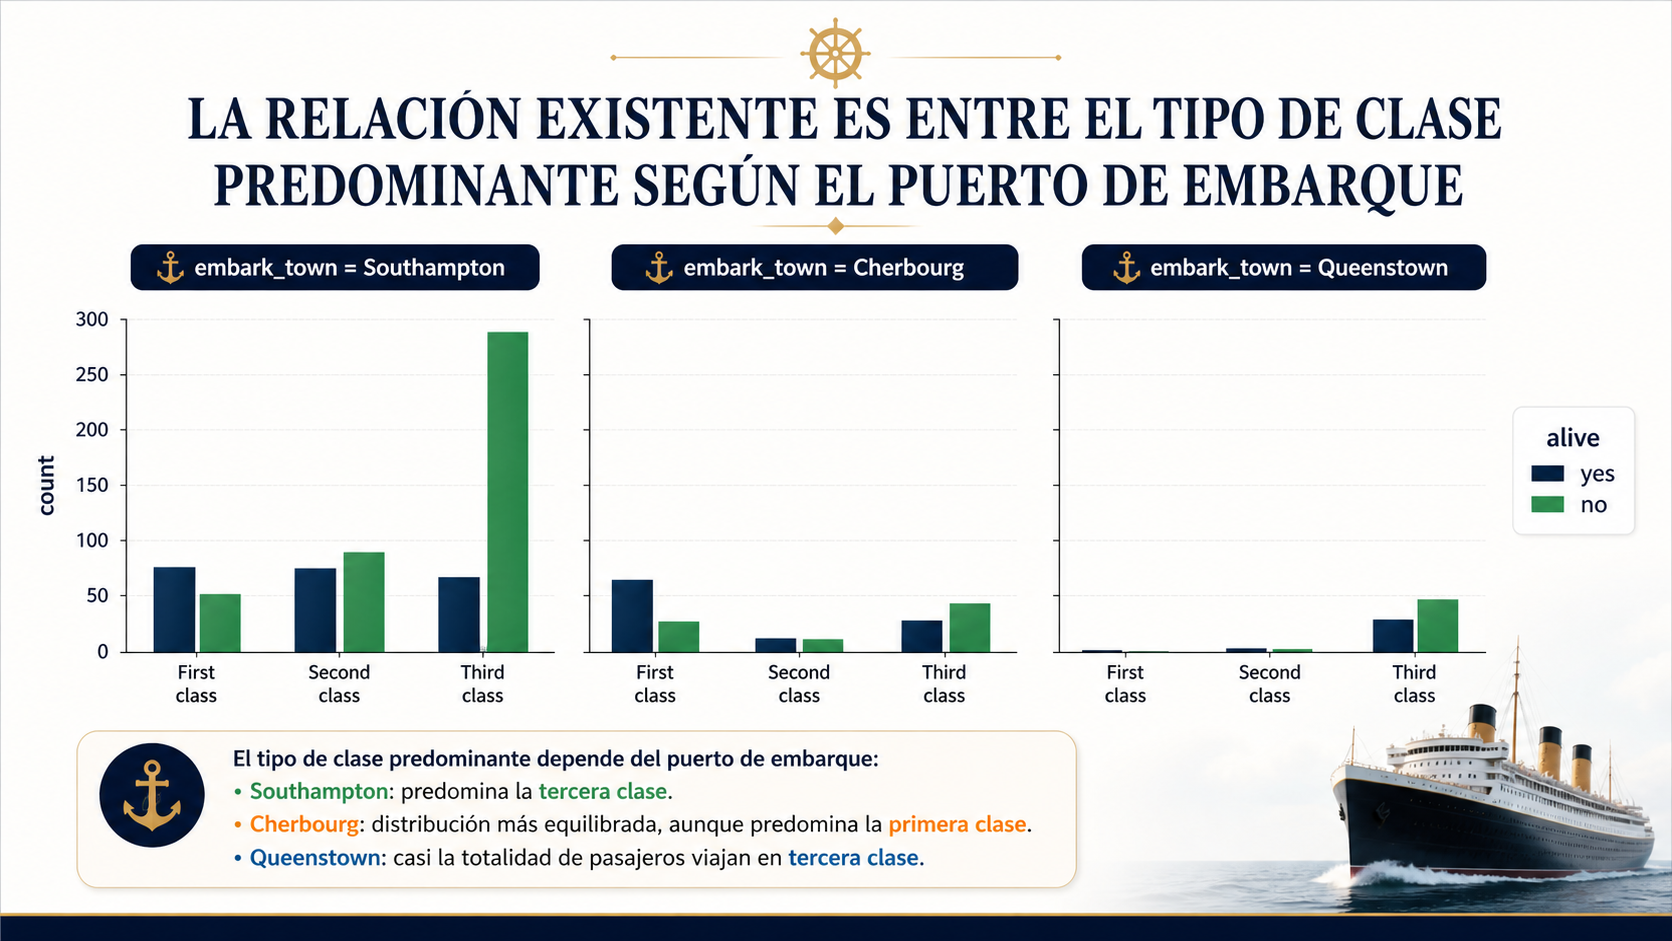 LA RELACIÓN EXISTENTE ES ENTRE EL TIPO DE CLASE
PREDOMINANTE SEGÚN EL PUERTO DE EMBARQUE
embark_town = Southampton
embark_town = Cherbourg
embark_town = Queenstown
count
300
250
200
150
100
50
0
First
class
Second
class
Third
class
First
class
Second
class
Third
class
First
class
Second
class
Third
class
alive
yes
no
El tipo de clase predominante depende del puerto de embarque:
• Southampton: predomina la tercera clase.
• Cherbourg: distribución más equilibrada, aunque predomina la primera clase.
• Queenstown: casi la totalidad de pasajeros viajan en tercera clase.